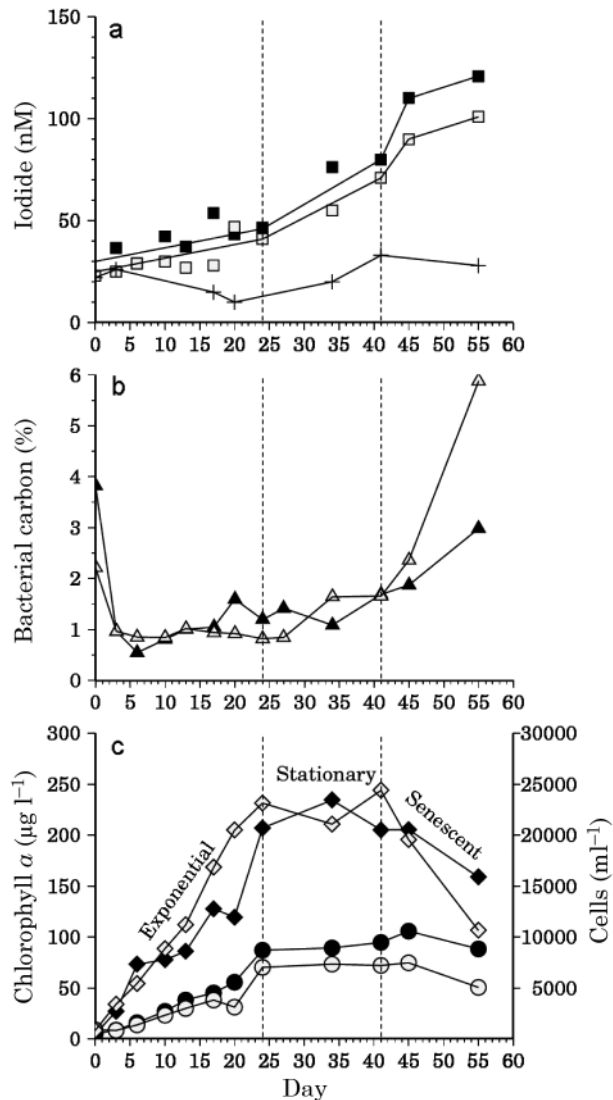 a
150
100
50
0
Iodide (nM)
0 5 10 15 20 25 30 35 40 45 50 55 60
b
6
5
4
3
2
1
0
Bacterial carbon (%)
0 5 10 15 20 25 30 35 40 45 50 55 60
c
300
250
200
150
100
50
0
Chlorophyll a (µg l⁻¹)
Exponential
Stationary
Senescent
30000
25000
20000
15000
10000
5000
Cells (ml⁻¹)
0 5 10 15 20 25 30 35 40 45 50 55 60
Day